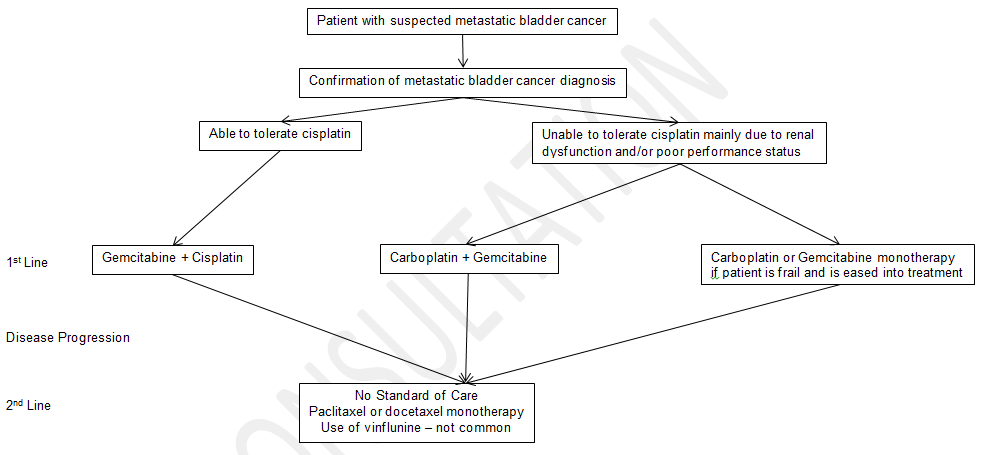 Patient with suspected metastatic bladder cancer
Confirmation of metastatic bladder cancer diagnosis
Able to tolerate cisplatin
Unable to tolerate cisplatin mainly due to renal
dysfunction and/or poor performance status
1st Line
Gemcitabine + Cisplatin
Carboplatin + Gemcitabine
Carboplatin or Gemcitabine monotherapy
if patient is frail and is eased into treatment
Disease Progression
2nd Line
No Standard of Care
Paclitaxel or docetaxel monotherapy
Use of vinflunine – not common
ONSULTATION